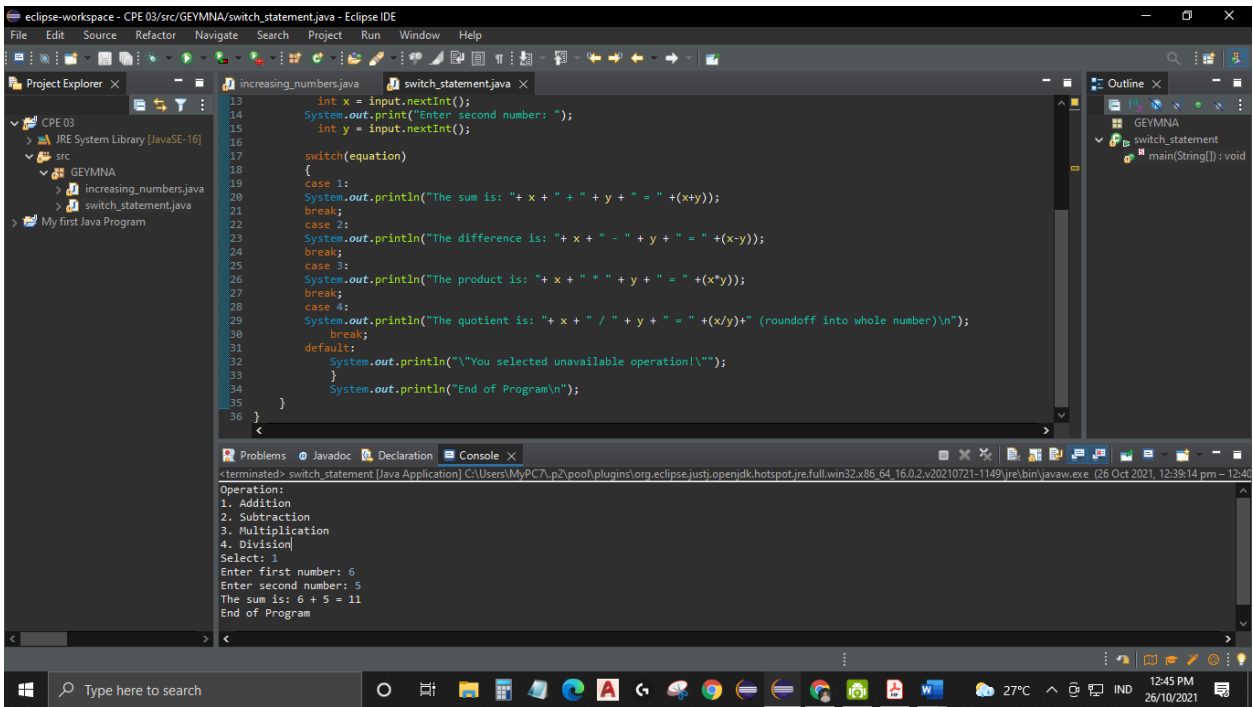 eclipse-workspace - CPE 03/src/GEYMNA/switch_statement.java - Eclipse IDE
File Edit Source Refactor Navigate Search Project Run Window Help
Project Explorer
CPE 03
JRE System Library [JavaSE-16]
src
GEYMNA
increasing_numbers.java
switch_statement.java
My first Java Program
increasing_numbers.java switch_statement.java
13 int x = input.nextInt();
14 System.out.print("Enter second number: ");
15 int y = input.nextInt();
16
17 switch(equation)
18 {
19 case 1:
20 System.out.println("The sum is: "+ x + " + " + y + " = " +(x+y));
21 break;
22 case 2:
23 System.out.println("The difference is: "+ x + " - " + y + " = " +(x-y));
24 break;
25 case 3:
26 System.out.println("The product is: "+ x + " * " + y + " = " +(x*y));
27 break;
28 case 4:
29 System.out.println("The quotient is: "+ x + " / " + y + " = " +(x/y)+" (roundoff into whole number)\n");
30 break;
31 default:
32 System.out.println("\"You selected unavailable operation!\"");
33 }
34 System.out.println("End of Program\n");
35 }
36 }
Outline
GEYMNA
switch_statement
main(String[]) : void
Problems Javadoc Declaration Console
<terminated> switch_statement [Java Application] C:\Users\MyPC7\.p2\pool\plugins\org.eclipse.justj.openjdk.hotspot.jre.full.win32.x86_64_16.0.2.v20210721-1149\jre\bin\javaw.exe (26 Oct 2021, 12:39:14 pm – 12:40
Operation:
1. Addition
2. Subtraction
3. Multiplication
4. Division
Select: 1
Enter first number: 6
Enter second number: 5
The sum is: 6 + 5 = 11
End of Program
Type here to search
27°C
IND
12:45 PM
26/10/2021